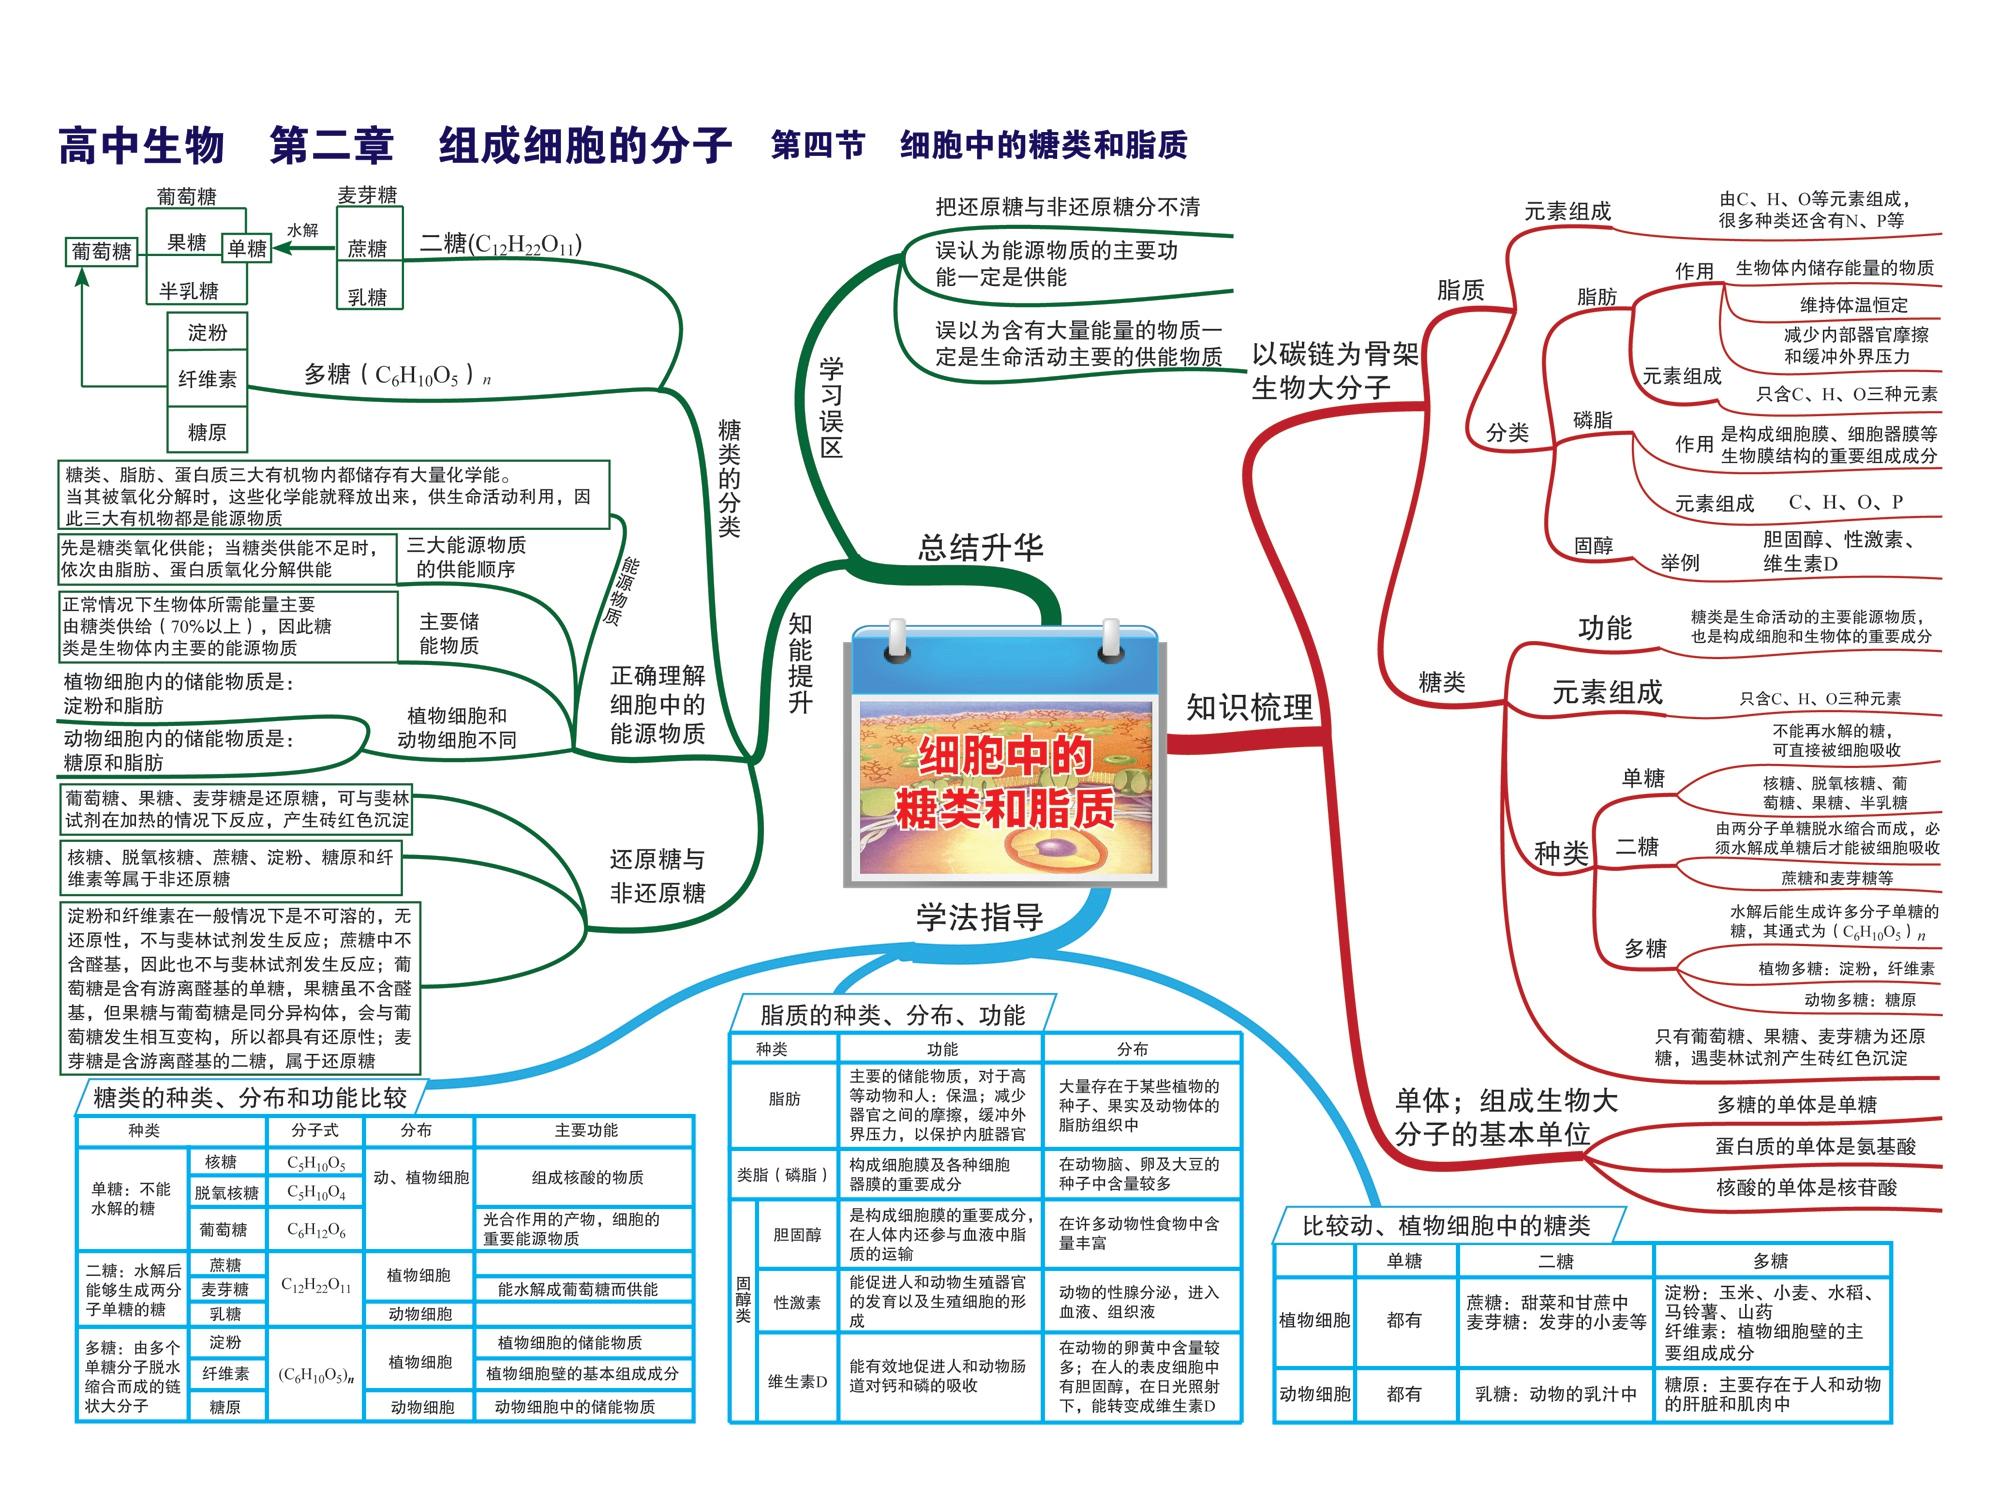 高中生物 第二章 组成细胞的分子 第四节 细胞中的糖类和脂质
葡萄糖
果糖
半乳糖
葡萄糖
单糖
水解
麦芽糖
蔗糖
乳糖
二糖(C₁₂H₂₂O₁₁)
淀粉
纤维素
糖原
多糖（C₆H₁₀O₅）n
糖类的分类
糖类、脂肪、蛋白质三大有机物内都储存有大量化学能。
当其被氧化分解时，这些化学能就释放出来，供生命活动利用，因
此三大有机物都是能源物质
能源物质
先是糖类氧化供能；当糖类供能不足时，
依次由脂肪、蛋白质氧化分解供能
三大能源物质
的供能顺序
正常情况下生物体所需能量主要
由糖类供给（70%以上），因此糖
类是生物体内主要的能源物质
主要储
能物质
植物细胞内的储能物质是：
淀粉和脂肪
动物细胞内的储能物质是：
糖原和脂肪
植物细胞和
动物细胞不同
正确理解
细胞中的
能源物质
葡萄糖、果糖、麦芽糖是还原糖，可与斐林
试剂在加热的情况下反应，产生砖红色沉淀
核糖、脱氧核糖、蔗糖、淀粉、糖原和纤
维素等属于非还原糖
淀粉和纤维素在一般情况下是不可溶的，无
还原性，不与斐林试剂发生反应；蔗糖中不
含醛基，因此也不与斐林试剂发生反应；葡
萄糖是含有游离醛基的单糖，果糖虽不含醛
基，但果糖与葡萄糖是同分异构体，会与葡
萄糖发生相互变构，所以都具有还原性；麦
芽糖是含游离醛基的二糖，属于还原糖
还原糖与
非还原糖
知能提升
学习误区
把还原糖与非还原糖分不清
误认为能源物质的主要功
能一定是供能
误以为含有大量能量的物质一
定是生命活动主要的供能物质
总结升华
细胞中的
糖类和脂质
知识梳理
学法指导
以碳链为骨架
生物大分子
脂质
元素组成
由C、H、O等元素组成，
很多种类还含有N、P等
分类
脂肪
作用
生物体内储存能量的物质
维持体温恒定
减少内部器官摩擦
和缓冲外界压力
元素组成
只含C、H、O三种元素
磷脂
作用
是构成细胞膜、细胞器膜等
生物膜结构的重要组成成分
元素组成
C、H、O、P
固醇
举例
胆固醇、性激素、
维生素D
糖类
功能
糖类是生命活动的主要能源物质，
也是构成细胞和生物体的重要成分
元素组成
只含C、H、O三种元素
种类
单糖
不能再水解的糖，
可直接被细胞吸收
核糖、脱氧核糖、葡
萄糖、果糖、半乳糖
二糖
由两分子单糖脱水缩合而成，必
须水解成单糖后才能被细胞吸收
蔗糖和麦芽糖等
多糖
水解后能生成许多分子单糖的
糖，其通式为（C₆H₁₀O₅）n
植物多糖：淀粉，纤维素
动物多糖：糖原
只有葡萄糖、果糖、麦芽糖为还原
糖，遇斐林试剂产生砖红色沉淀
单体；组成生物大
分子的基本单位
多糖的单体是单糖
蛋白质的单体是氨基酸
核酸的单体是核苷酸
糖类的种类、分布和功能比较
种类 分子式 分布 主要功能
单糖：不能
水解的糖
核糖 C₅H₁₀O₅
脱氧核糖 C₅H₁₀O₄
动、植物细胞
组成核酸的物质
葡萄糖 C₆H₁₂O₆
光合作用的产物，细胞的
重要能源物质
二糖：水解后
能够生成两分
子单糖的糖
蔗糖
麦芽糖
乳糖
C₁₂H₂₂O₁₁
植物细胞
动物细胞
能水解成葡萄糖而供能
多糖：由多个
单糖分子脱水
缩合而成的链
状大分子
淀粉
纤维素
糖原
(C₆H₁₀O₅)n
植物细胞
动物细胞
植物细胞的储能物质
植物细胞壁的基本组成成分
动物细胞中的储能物质
脂质的种类、分布、功能
种类 功能 分布
脂肪
主要的储能物质，对于高
等动物和人：保温；减少
器官之间的摩擦，缓冲外
界压力，以保护内脏器官
大量存在于某些植物的
种子、果实及动物体的
脂肪组织中
类脂（磷脂）
构成细胞膜及各种细胞
器膜的重要成分
在动物脑、卵及大豆的
种子中含量较多
固醇类
胆固醇
是构成细胞膜的重要成分，
在人体内还参与血液中脂
质的运输
在许多动物性食物中含
量丰富
性激素
能促进人和动物生殖器官
的发育以及生殖细胞的形
成
动物的性腺分泌，进入
血液、组织液
维生素D
能有效地促进人和动物肠
道对钙和磷的吸收
在动物的卵黄中含量较
多；在人的表皮细胞中
有胆固醇，在日光照射
下，能转变成维生素D
比较动、植物细胞中的糖类
单糖 二糖 多糖
植物细胞
都有
蔗糖：甜菜和甘蔗中
麦芽糖：发芽的小麦等
淀粉：玉米、小麦、水稻、
马铃薯、山药
纤维素：植物细胞壁的主
要组成成分
动物细胞
都有
乳糖：动物的乳汁中
糖原：主要存在于人和动物
的肝脏和肌肉中